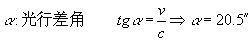 α: 光行差角  tg α = v/c ⇒ α = 20.5″